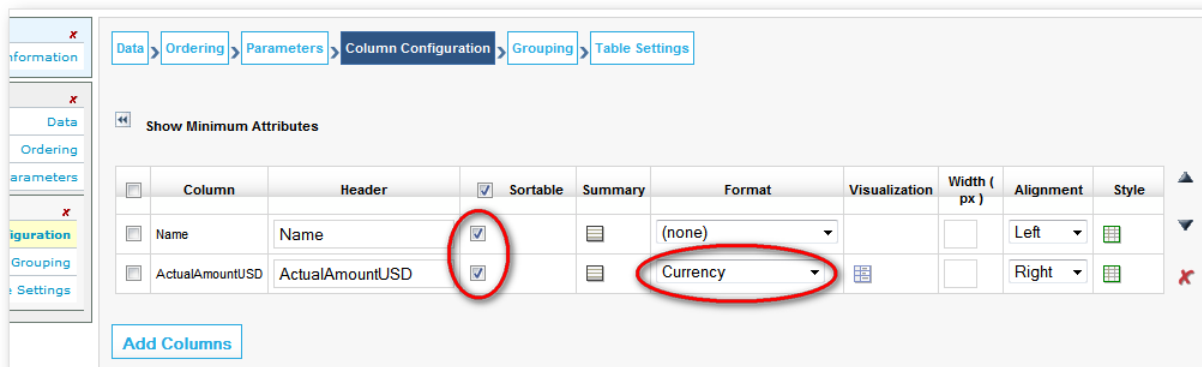 x
Data Ordering Parameters Column Configuration Grouping Table Settings
nformation
x
Data
Show Minimum Attributes
Ordering
arameters
Column Header Sortable Summary Format Visualization Width ( px ) Alignment Style
x
iguration
Name Name (none) Left
Grouping
ActualAmountUSD ActualAmountUSD Currency Right
Settings
Add Columns